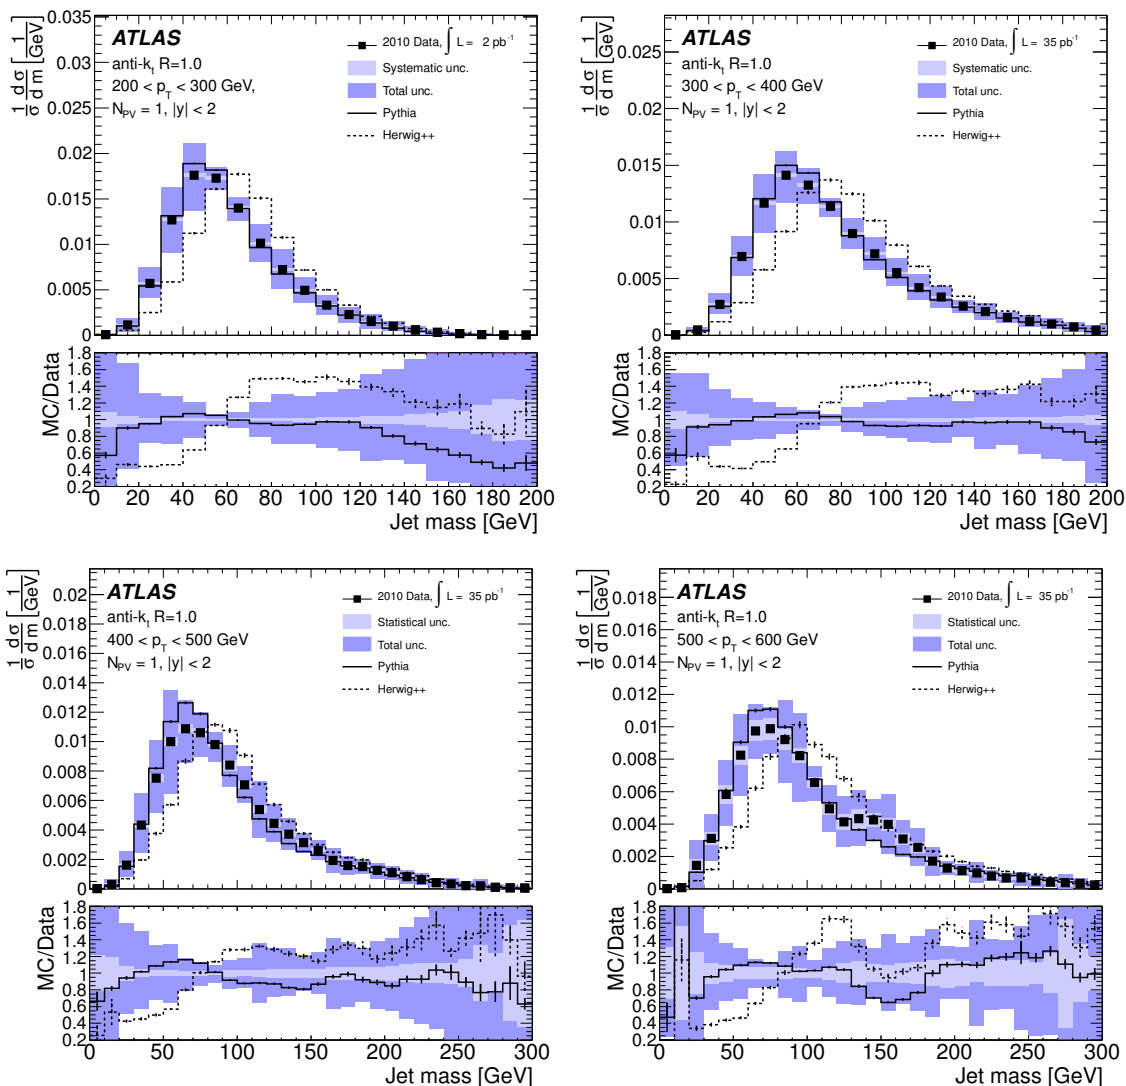 1/σ dσ/dm [1/GeV]
0.035
0.03
0.025
0.02
0.015
0.01
0.005
0
ATLAS
anti-kt R=1.0
200 < pT < 300 GeV,
NPV = 1, |y| < 2
2010 Data, ∫ L = 2 pb-1
Systematic unc.
Total unc.
Pythia
Herwig++
MC/Data
1.8
1.6
1.4
1.2
1
0.8
0.6
0.4
0.2
0 20 40 60 80 100 120 140 160 180 200
Jet mass [GeV]
1/σ dσ/dm [1/GeV]
0.025
0.02
0.015
0.01
0.005
0
ATLAS
anti-kt R=1.0
300 < pT < 400 GeV
NPV = 1, |y| < 2
2010 Data, ∫ L = 35 pb-1
Systematic unc.
Total unc.
Pythia
Herwig++
MC/Data
1.8
1.6
1.4
1.2
1
0.8
0.6
0.4
0.2
0 20 40 60 80 100 120 140 160 180 200
Jet mass [GeV]
1/σ dσ/dm [1/GeV]
0.02
0.018
0.016
0.014
0.012
0.01
0.008
0.006
0.004
0.002
0
ATLAS
anti-kt R=1.0
400 < pT < 500 GeV
NPV = 1, |y| < 2
2010 Data, ∫ L = 35 pb-1
Statistical unc.
Total unc.
Pythia
Herwig++
MC/Data
1.8
1.6
1.4
1.2
1
0.8
0.6
0.4
0.2
0 50 100 150 200 250 300
Jet mass [GeV]
1/σ dσ/dm [1/GeV]
0.018
0.016
0.014
0.012
0.01
0.008
0.006
0.004
0.002
0
ATLAS
anti-kt R=1.0
500 < pT < 600 GeV
NPV = 1, |y| < 2
2010 Data, ∫ L = 35 pb-1
Statistical unc.
Total unc.
Pythia
Herwig++
MC/Data
1.8
1.6
1.4
1.2
1
0.8
0.6
0.4
0.2
0 50 100 150 200 250 300
Jet mass [GeV]